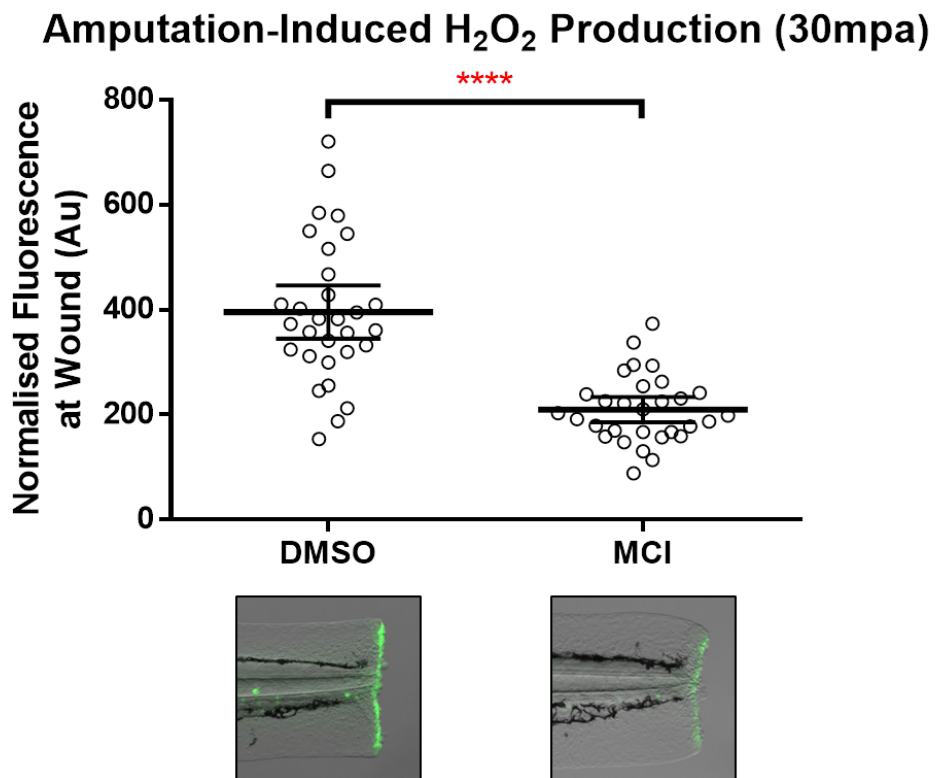 Amputation-Induced H₂O₂ Production (30mpa)
****
Normalised Fluorescence
at Wound (Au)
800
600
400
200
0
DMSO
MCI